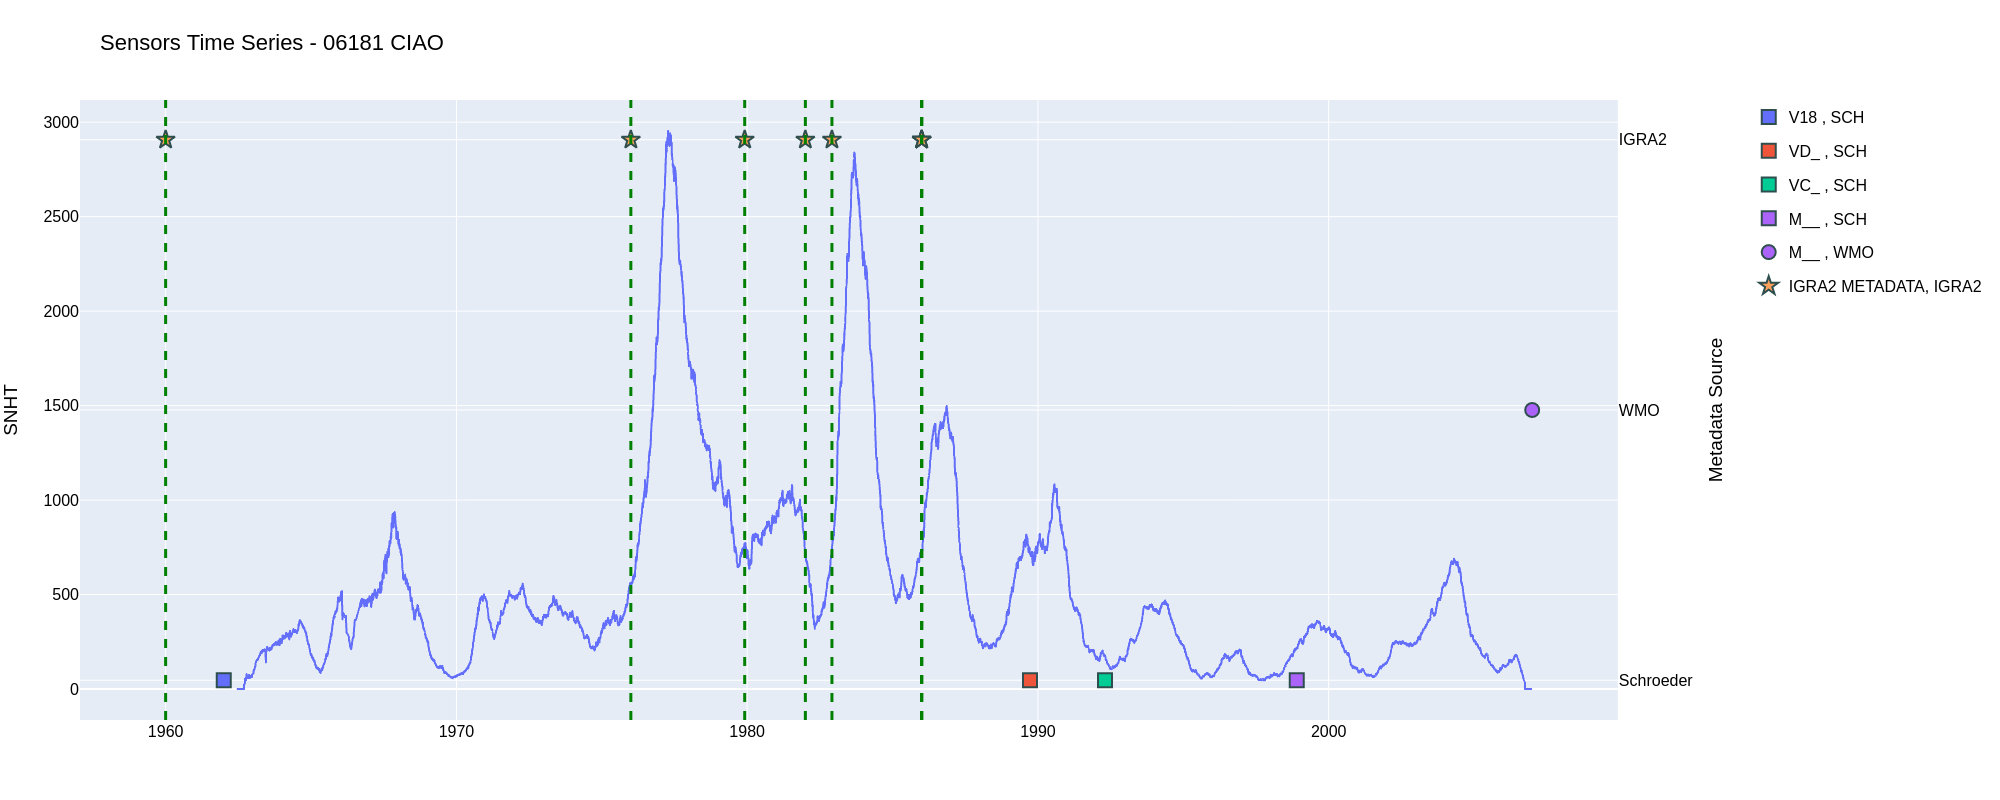 Sensors Time Series - 06181 CIAO
3000
2500
2000
1500
1000
500
0
SNHT
1960
1970
1980
1990
2000
IGRA2
WMO
Schroeder
Metadata Source
V18 , SCH
VD_ , SCH
VC_ , SCH
M__ , SCH
M__ , WMO
IGRA2 METADATA, IGRA2